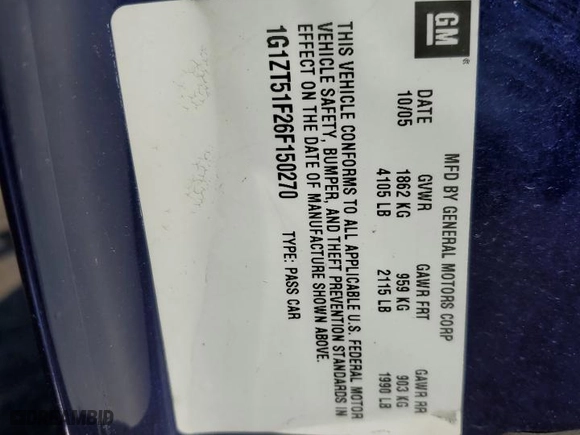 GM
MFD BY GENERAL MOTORS CORP
DATE GVWR GAWR FRT GAWR RR
10/05 1862 KG 959 KG 903 KG
4105 LB 2115 LB 1990 LB
THIS VEHICLE CONFORMS TO ALL APPLICABLE U.S. FEDERAL MOTOR
VEHICLE SAFETY, BUMPER, AND THEFT PREVENTION STANDARDS IN
EFFECT ON THE DATE OF MANUFACTURE SHOWN ABOVE.
1G1ZT51F26F150270 TYPE: PASS CAR
DREAMBID